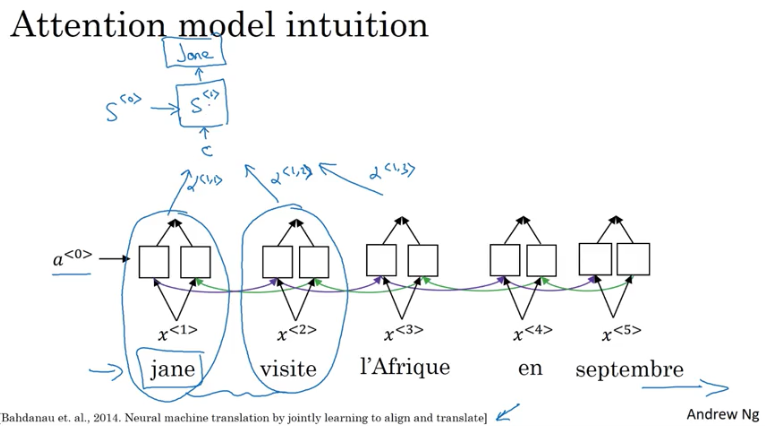 Attention model intuition
Jane
S<0> S<1>
c
α<1,1> α<1,2> α<1,3>
a<0>
x<1> x<2> x<3> x<4> x<5>
jane visite l'Afrique en septembre
[Bahdanau et. al., 2014. Neural machine translation by jointly learning to align and translate]
Andrew Ng